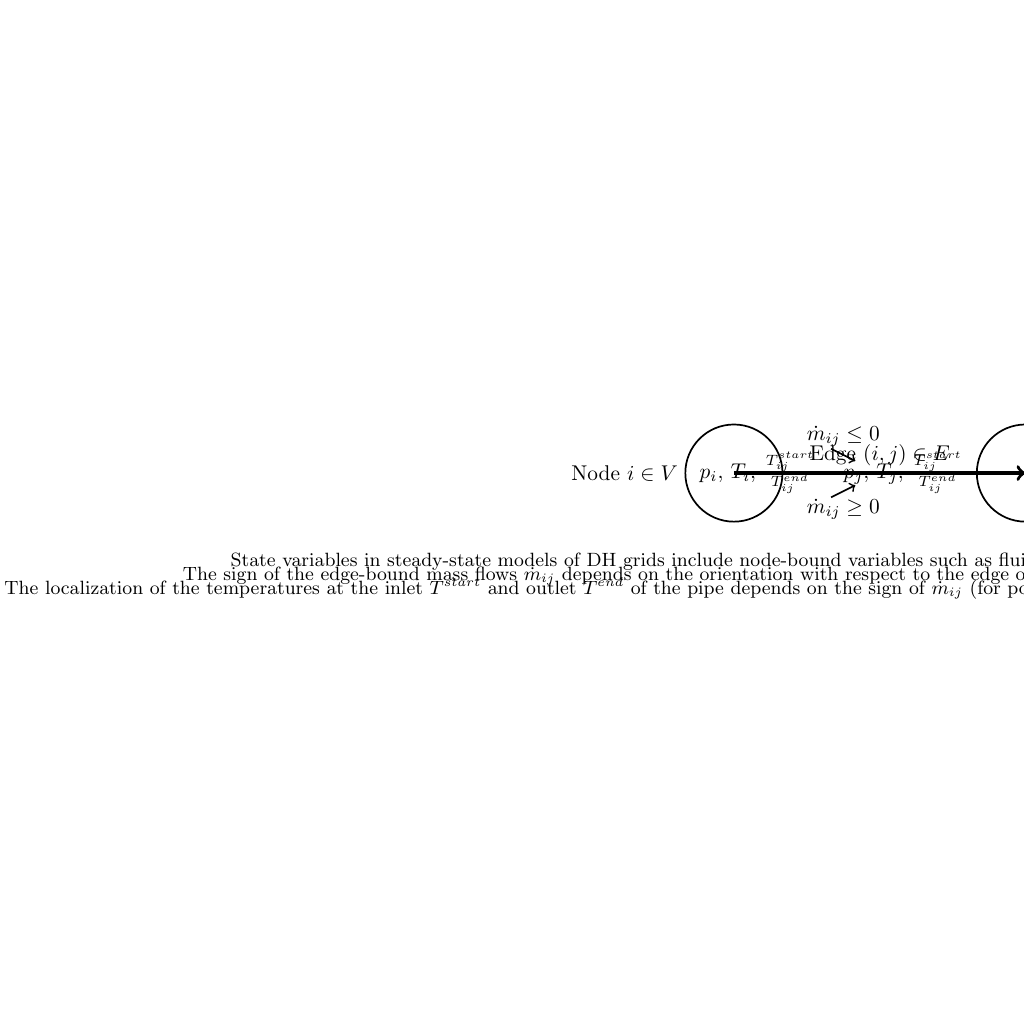 $\dot{m}_{ij} \leq 0$
Edge $(i, j) \in E$
$T_{ij}^{start}$ $T_{ij}^{start}$
Node $i \in V$ $p_i$, $T_i$, $p_j$, $T_j$,
$T_{ij}^{end}$ $T_{ij}^{end}$
$\dot{m}_{ij} \geq 0$
State variables in steady-state models of DH grids include node-bound variables such as
The sign of the edge-bound mass flows $\dot{m}_{ij}$ depends on the orientation with respect to the edge
The localization of the temperatures at the inlet $T^{start}$ and outlet $T^{end}$ of the pipe depends on the sign of $\dot{m}_{ij}$ (for